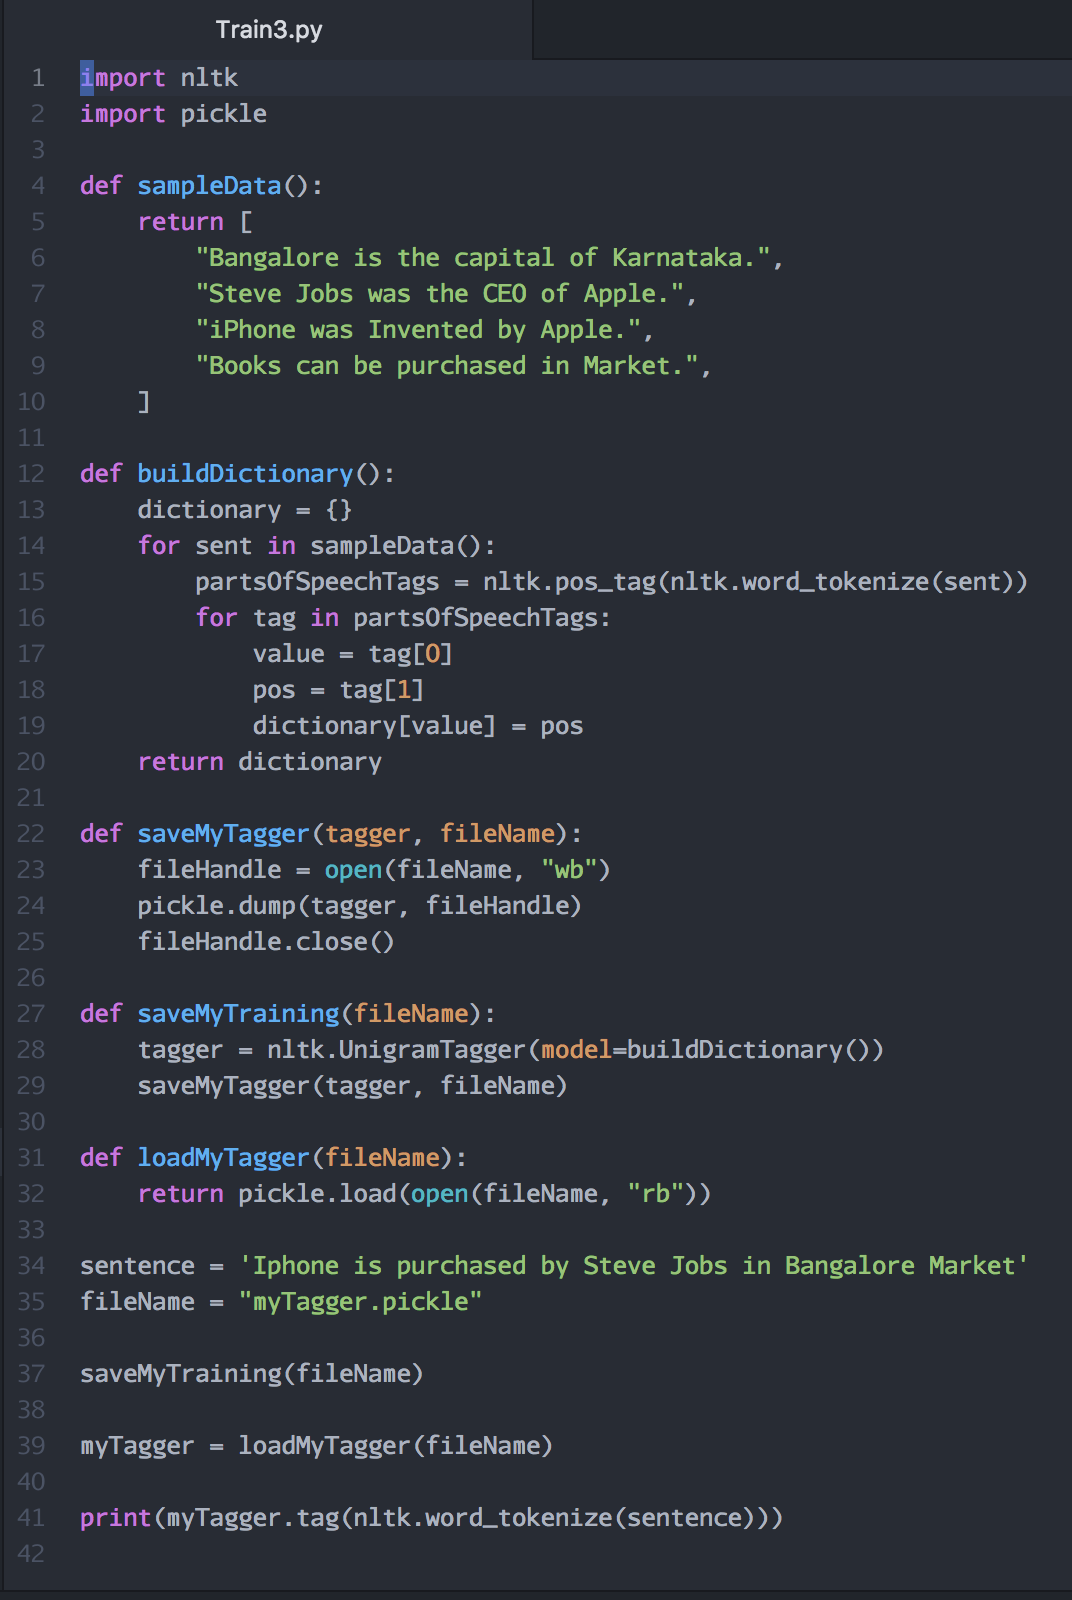 Train3.py
1 import nltk
2 import pickle
3
4 def sampleData():
5     return [
6         "Bangalore is the capital of Karnataka.",
7         "Steve Jobs was the CEO of Apple.",
8         "iPhone was Invented by Apple.",
9         "Books can be purchased in Market.",
10     ]
11
12 def buildDictionary():
13     dictionary = {}
14     for sent in sampleData():
15         partsOfSpeechTags = nltk.pos_tag(nltk.word_tokenize(sent))
16         for tag in partsOfSpeechTags:
17             value = tag[0]
18             pos = tag[1]
19             dictionary[value] = pos
20     return dictionary
21
22 def saveMyTagger(tagger, fileName):
23     fileHandle = open(fileName, "wb")
24     pickle.dump(tagger, fileHandle)
25     fileHandle.close()
26
27 def saveMyTraining(fileName):
28     tagger = nltk.UnigramTagger(model=buildDictionary())
29     saveMyTagger(tagger, fileName)
30
31 def loadMyTagger(fileName):
32     return pickle.load(open(fileName, "rb"))
33
34 sentence = 'Iphone is purchased by Steve Jobs in Bangalore Market'
35 fileName = "myTagger.pickle"
36
37 saveMyTraining(fileName)
38
39 myTagger = loadMyTagger(fileName)
40
41 print(myTagger.tag(nltk.word_tokenize(sentence)))
42